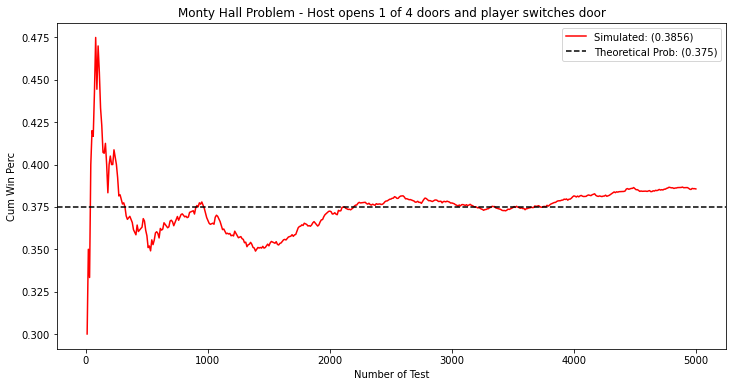 Monty Hall Problem - Host opens 1 of 4 doors and player switches door
Simulated: (0.3856)
Theoretical Prob: (0.375)
Cum Win Perc
0.475
0.450
0.425
0.400
0.375
0.350
0.325
0.300
0
1000
2000
3000
4000
5000
Number of Test